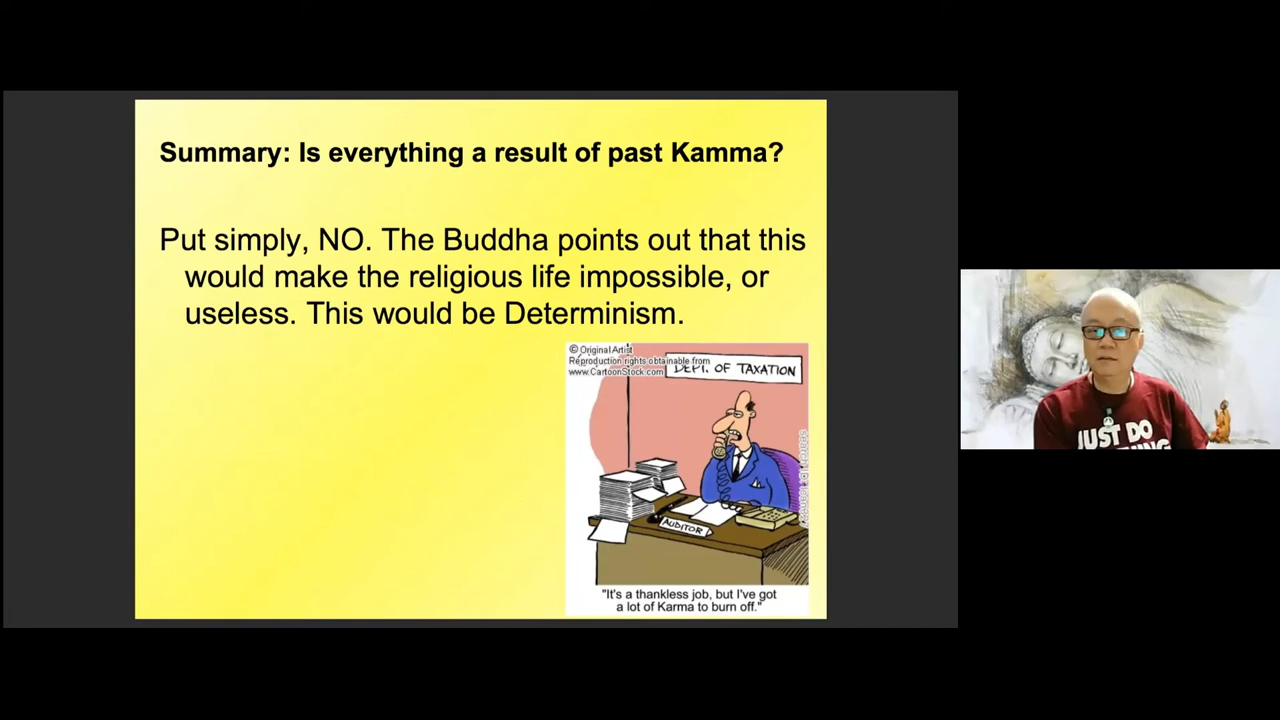 Summary: Is everything a result of past Kamma?
Put simply, NO. The Buddha points out that this
would make the religious life impossible, or
useless. This would be Determinism.
© Original Artist
Reproduction rights obtainable from
www.CartoonStock.com
DEPT. OF TAXATION
AUDITOR
"It's a thankless job, but I've got
a lot of Karma to burn off."
JUST DO